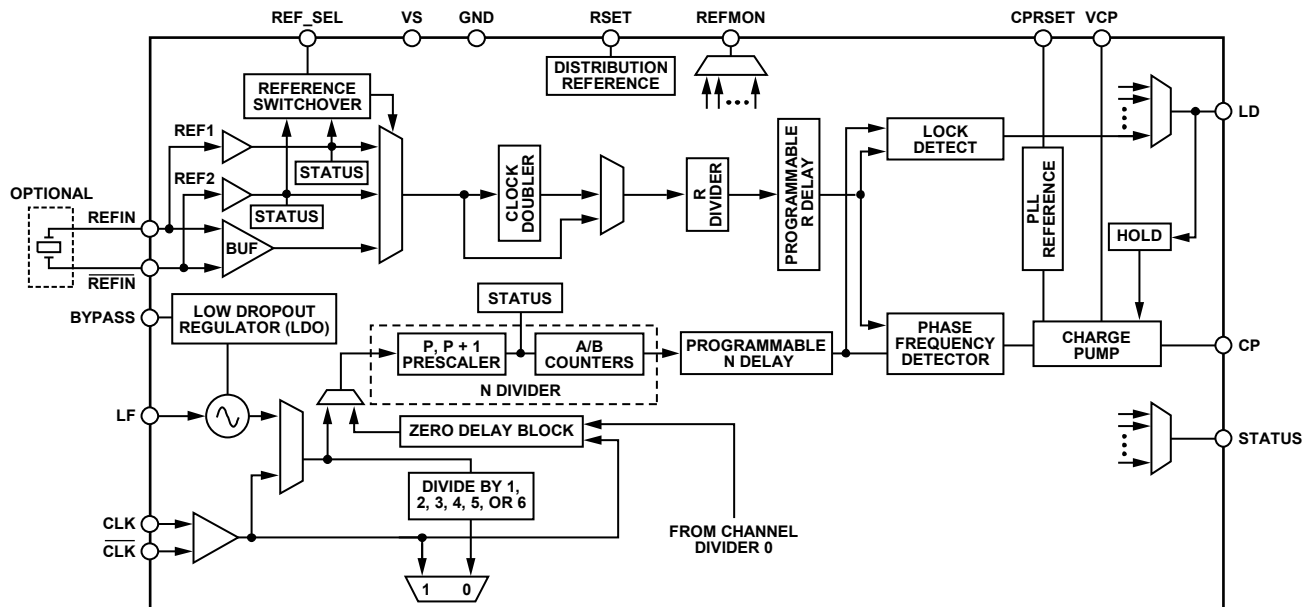 REF_SEL
VS
GND
RSET
REFMON
CPRSET
VCP
REFERENCE
SWITCHOVER
DISTRIBUTION
REFERENCE
REF1
STATUS
REF2
STATUS
BUF
OPTIONAL
REFIN
REFIN
CLOCK
DOUBLER
R
DIVIDER
PROGRAMMABLE
R DELAY
LOCK
DETECT
PLL
REFERENCE
LD
HOLD
BYPASS
LOW DROPOUT
REGULATOR (LDO)
STATUS
P, P + 1
PRESCALER
A/B
COUNTERS
N DIVIDER
PROGRAMMABLE
N DELAY
PHASE
FREQUENCY
DETECTOR
CHARGE
PUMP
CP
LF
ZERO DELAY BLOCK
STATUS
DIVIDE BY 1,
2, 3, 4, 5, OR 6
FROM CHANNEL
DIVIDER 0
CLK
CLK
1 0